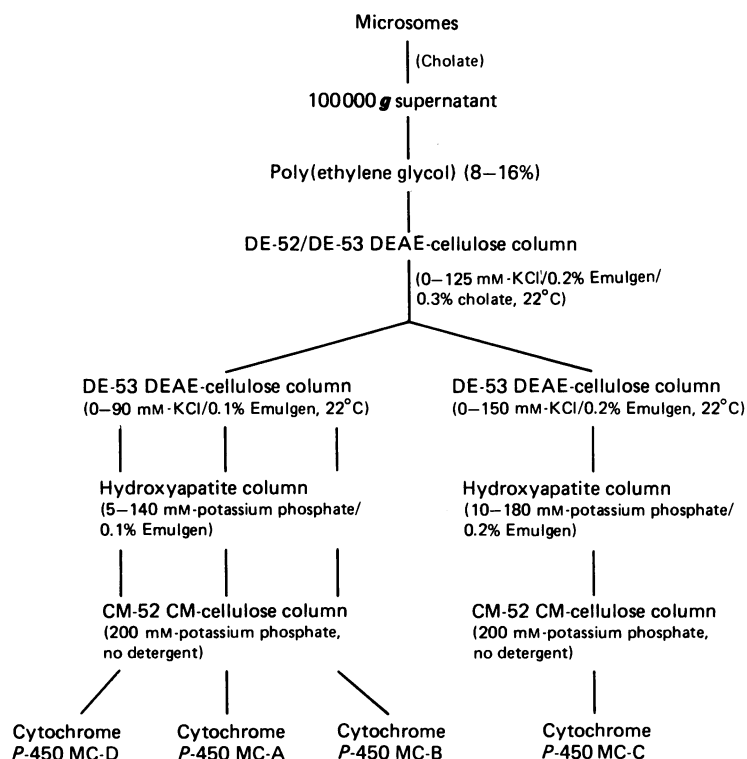 Microsomes
(Cholate)
100000 g supernatant
Poly(ethylene glycol) (8–16%)
DE-52/DE-53 DEAE-cellulose column
(0–125 mM-KCl/0.2% Emulgen/
0.3% cholate, 22°C)
DE-53 DEAE-cellulose column
(0–90 mM-KCl/0.1% Emulgen, 22°C)
Hydroxyapatite column
(5–140 mM-potassium phosphate/
0.1% Emulgen)
CM-52 CM-cellulose column
(200 mM-potassium phosphate,
no detergent)
Cytochrome
P-450 MC-D
Cytochrome
P-450 MC-A
Cytochrome
P-450 MC-B
DE-53 DEAE-cellulose column
(0–150 mM-KCl/0.2% Emulgen, 22°C)
Hydroxyapatite column
(10–180 mM-potassium phosphate/
0.2% Emulgen)
CM-52 CM-cellulose column
(200 mM-potassium phosphate,
no detergent)
Cytochrome
P-450 MC-C